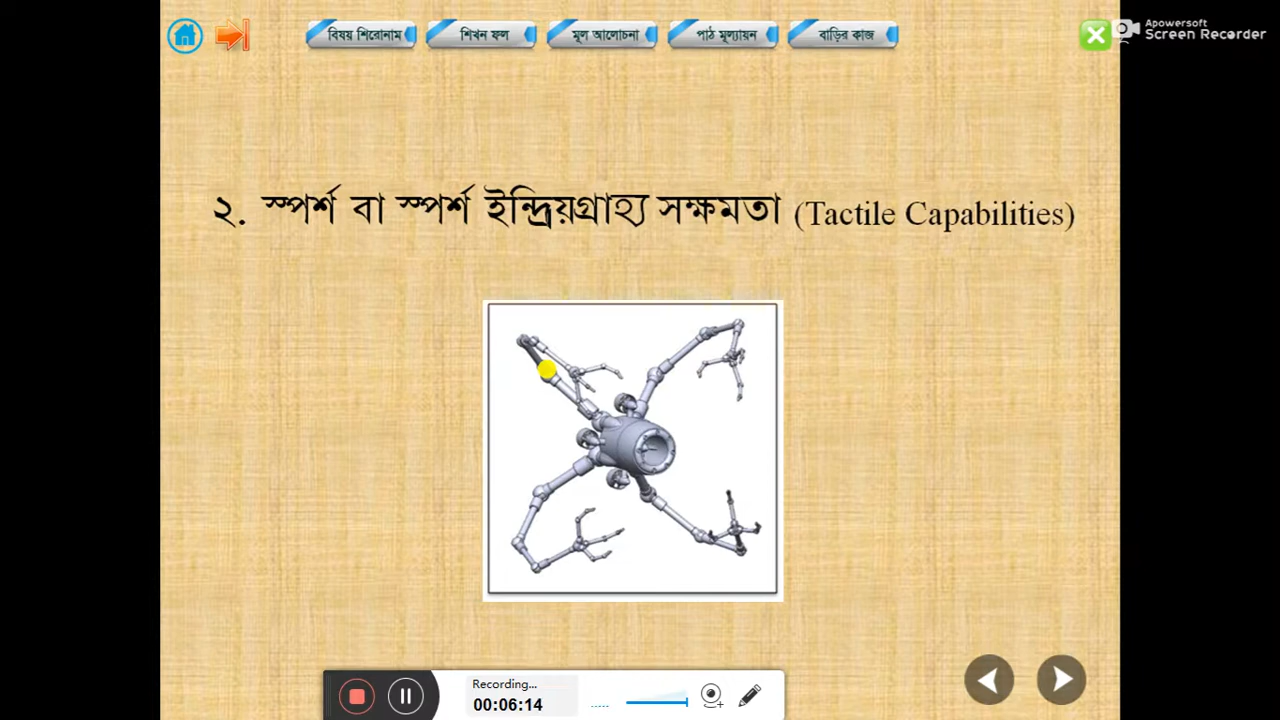 বিষয় শিরোনাম
শিখন ফল
মূল আলোচনা
পাঠ মূল্যায়ন
বাড়ির কাজ
Apowersoft
Screen Recorder
২. স্পর্শ বা স্পর্শ ইন্দ্রিয়গ্রাহ্য সক্ষমতা (Tactile Capabilities)
Recording...
00:06:14